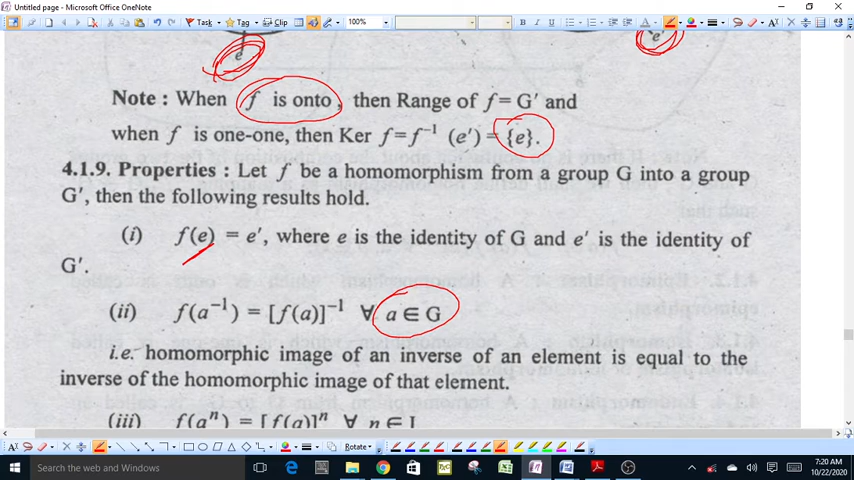 Untitled page - Microsoft Office OneNote
Task
Tag
Clip
100%
B I U
e
e'
Note : When f is onto, then Range of f = G′ and
when f is one-one, then Ker f = f⁻¹ (e′) = {e}.
4.1.9. Properties : Let f be a homomorphism from a group G into a group
G′, then the following results hold.
(i) f(e) = e′, where e is the identity of G and e′ is the identity of
G′.
(ii) f(a⁻¹) = [f(a)]⁻¹ ∀ a ∈ G
i.e. homomorphic image of an inverse of an element is equal to the
inverse of the homomorphic image of that element.
(iii) f(aⁿ) = [f(a)]ⁿ ∀ n ∈ I
Rotate
Search the web and Windows
7:20 AM
10/22/2020